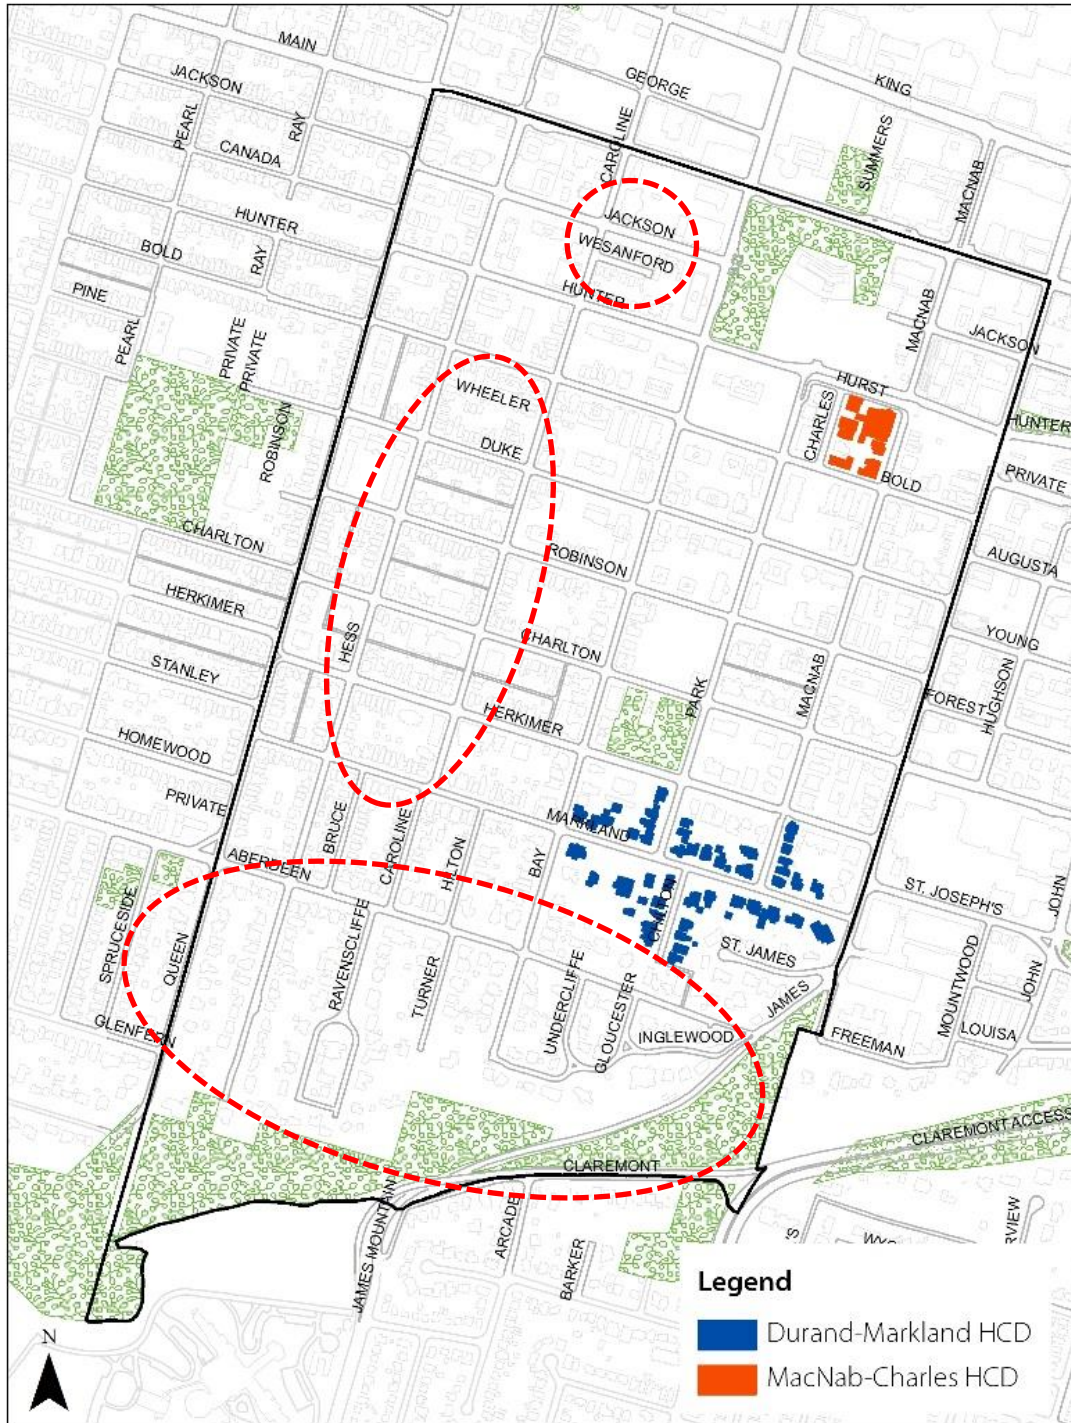 MAIN
JACKSON
GEORGE
KING
PEARL
RAY
CAROLINE
SUMMERS
MACNAB
CANADA
HUNTER
JACKSON
BOLD
RAY
WESANFORD
PINE
HUNTER
MACNAB
JACKSON
PEARL
PRIVATE
PRIVATE
HURST
WHEELER
CHARLES
ROBINSON
HUNTER
DUKE
BOLD
PRIVATE
CHARLTON
ROBINSON
AUGUSTA
HERKIMER
HESS
CHARLTON
YOUNG
STANLEY
PARK
MACNAB
HUGHSON
HERKIMER
FOREST
HOMEWOOD
PRIVATE
BRUCE
MARKLAND
CAROLINE
HILTON
BAY
ABERDEEN
CHILTON
ST. JOSEPH'S
JOHN
SPRUCESIDE
QUEEN
ST. JAMES
RAVENSCLIFFE
TURNER
UNDERCLIFFE
GLOUCESTER
JAMES
MOUNTWOOD
JOHN
GLENFERN
INGLEWOOD
FREEMAN
LOUISA
CLAREMONT ACCESS
CLAREMONT
JAMES MOUNTAIN
ARCADE
BARKER
RVIEW
Legend
N
Durand-Markland HCD
MacNab-Charles HCD